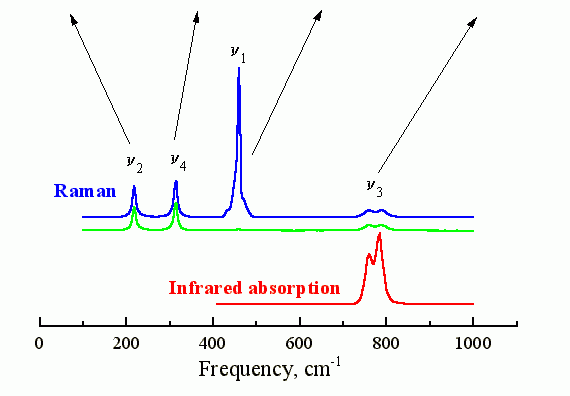 ν1
ν2
ν4
ν3
Raman
Infrared absorption
0 200 400 600 800 1000
Frequency, cm-1